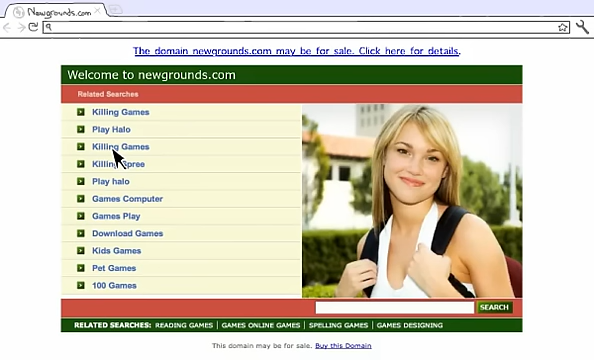 Newgrounds.com
The domain newgrounds.com may be for sale. Click here for details.
Welcome to newgrounds.com
Related Searches
Killing Games
Play Halo
Killing Games
Killing Spree
Play halo
Games Computer
Games Play
Download Games
Kids Games
Pet Games
100 Games
SEARCH
RELATED SEARCHES: READING GAMES | GAMES ONLINE GAMES | SPELLING GAMES | GAMES DESIGNING
This domain may be for sale. Buy this Domain